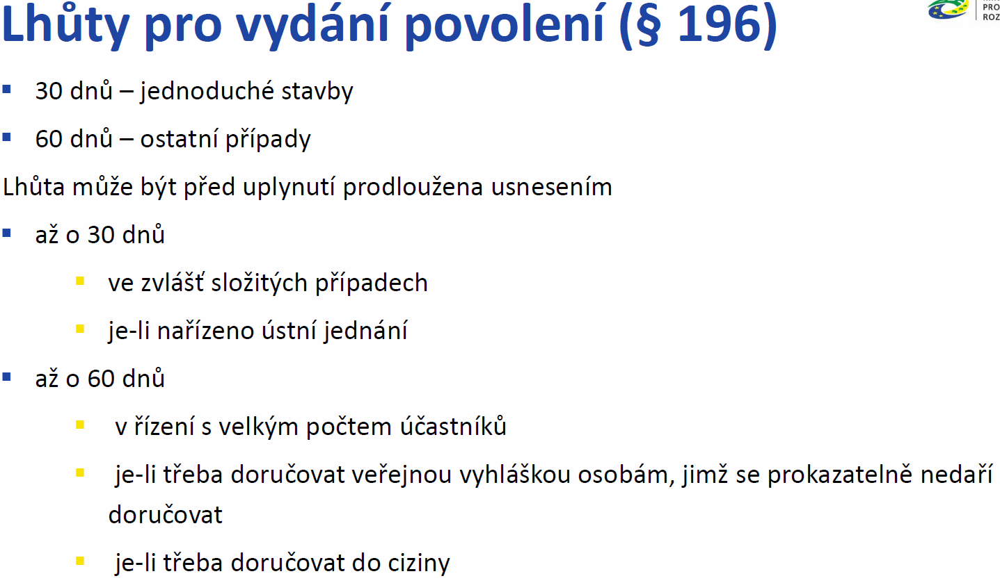 Lhůty pro vydání povolení (§ 196)
PRO
ROZ
30 dnů – jednoduché stavby
60 dnů – ostatní případy
Lhůta může být před uplynutí prodloužena usnesením
až o 30 dnů
ve zvlášť složitých případech
je-li nařízeno ústní jednání
až o 60 dnů
v řízení s velkým počtem účastníků
je-li třeba doručovat veřejnou vyhláškou osobám, jimž se prokazatelně nedaří
doručovat
je-li třeba doručovat do ciziny